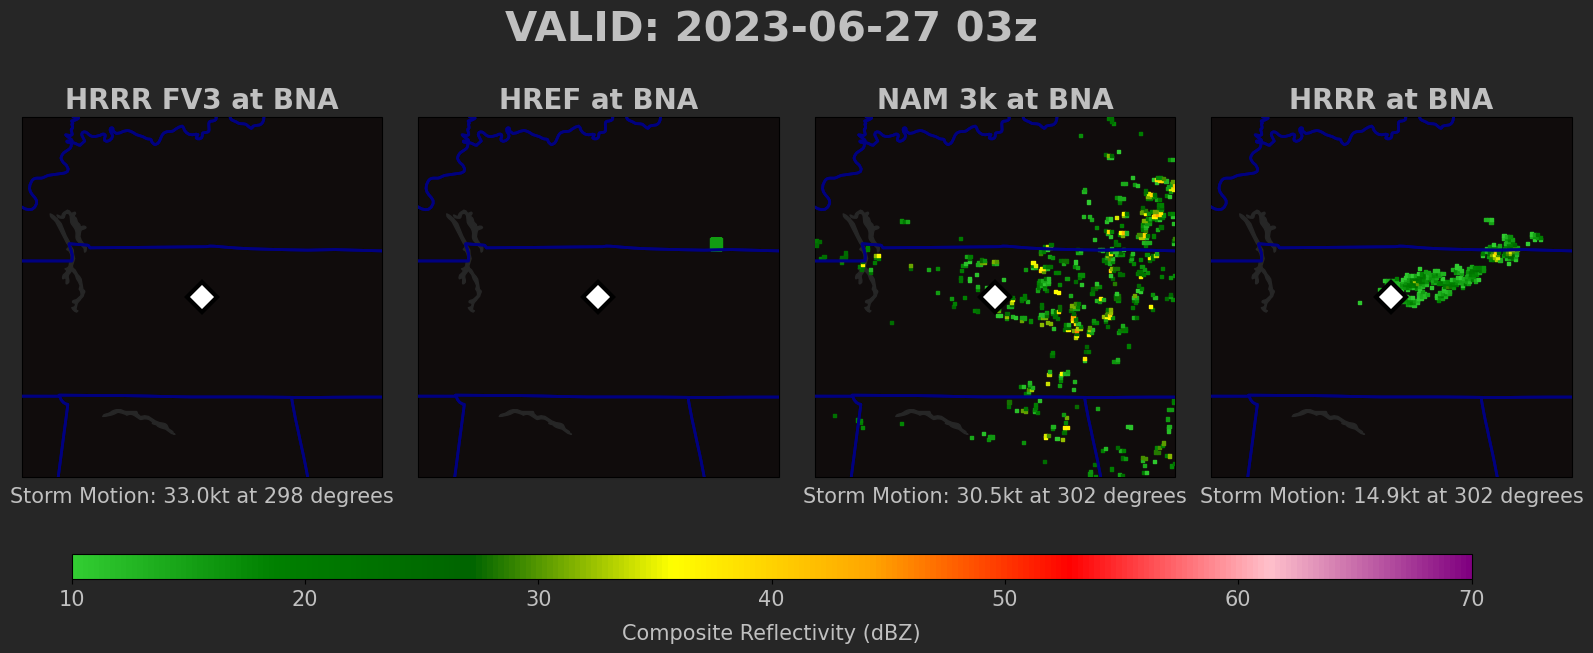 VALID: 2023-06-27 03z
HRRR FV3 at BNA
HREF at BNA
NAM 3k at BNA
HRRR at BNA
Storm Motion: 33.0kt at 298 degrees
Storm Motion: 30.5kt at 302 degrees
Storm Motion: 14.9kt at 302 degrees
10 20 30 40 50 60 70
Composite Reflectivity (dBZ)